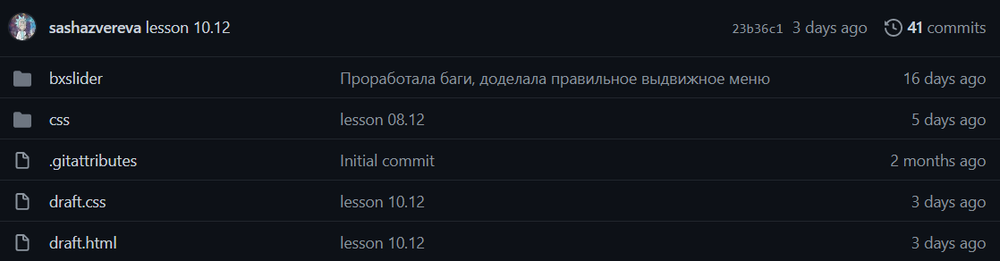 sashazvereva lesson 10.12 23b36c1 3 days ago 41 commits
bxslider Проработала баги, доделала правильное выдвижное меню 16 days ago
css lesson 08.12 5 days ago
.gitattributes Initial commit 2 months ago
draft.css lesson 10.12 3 days ago
draft.html lesson 10.12 3 days ago